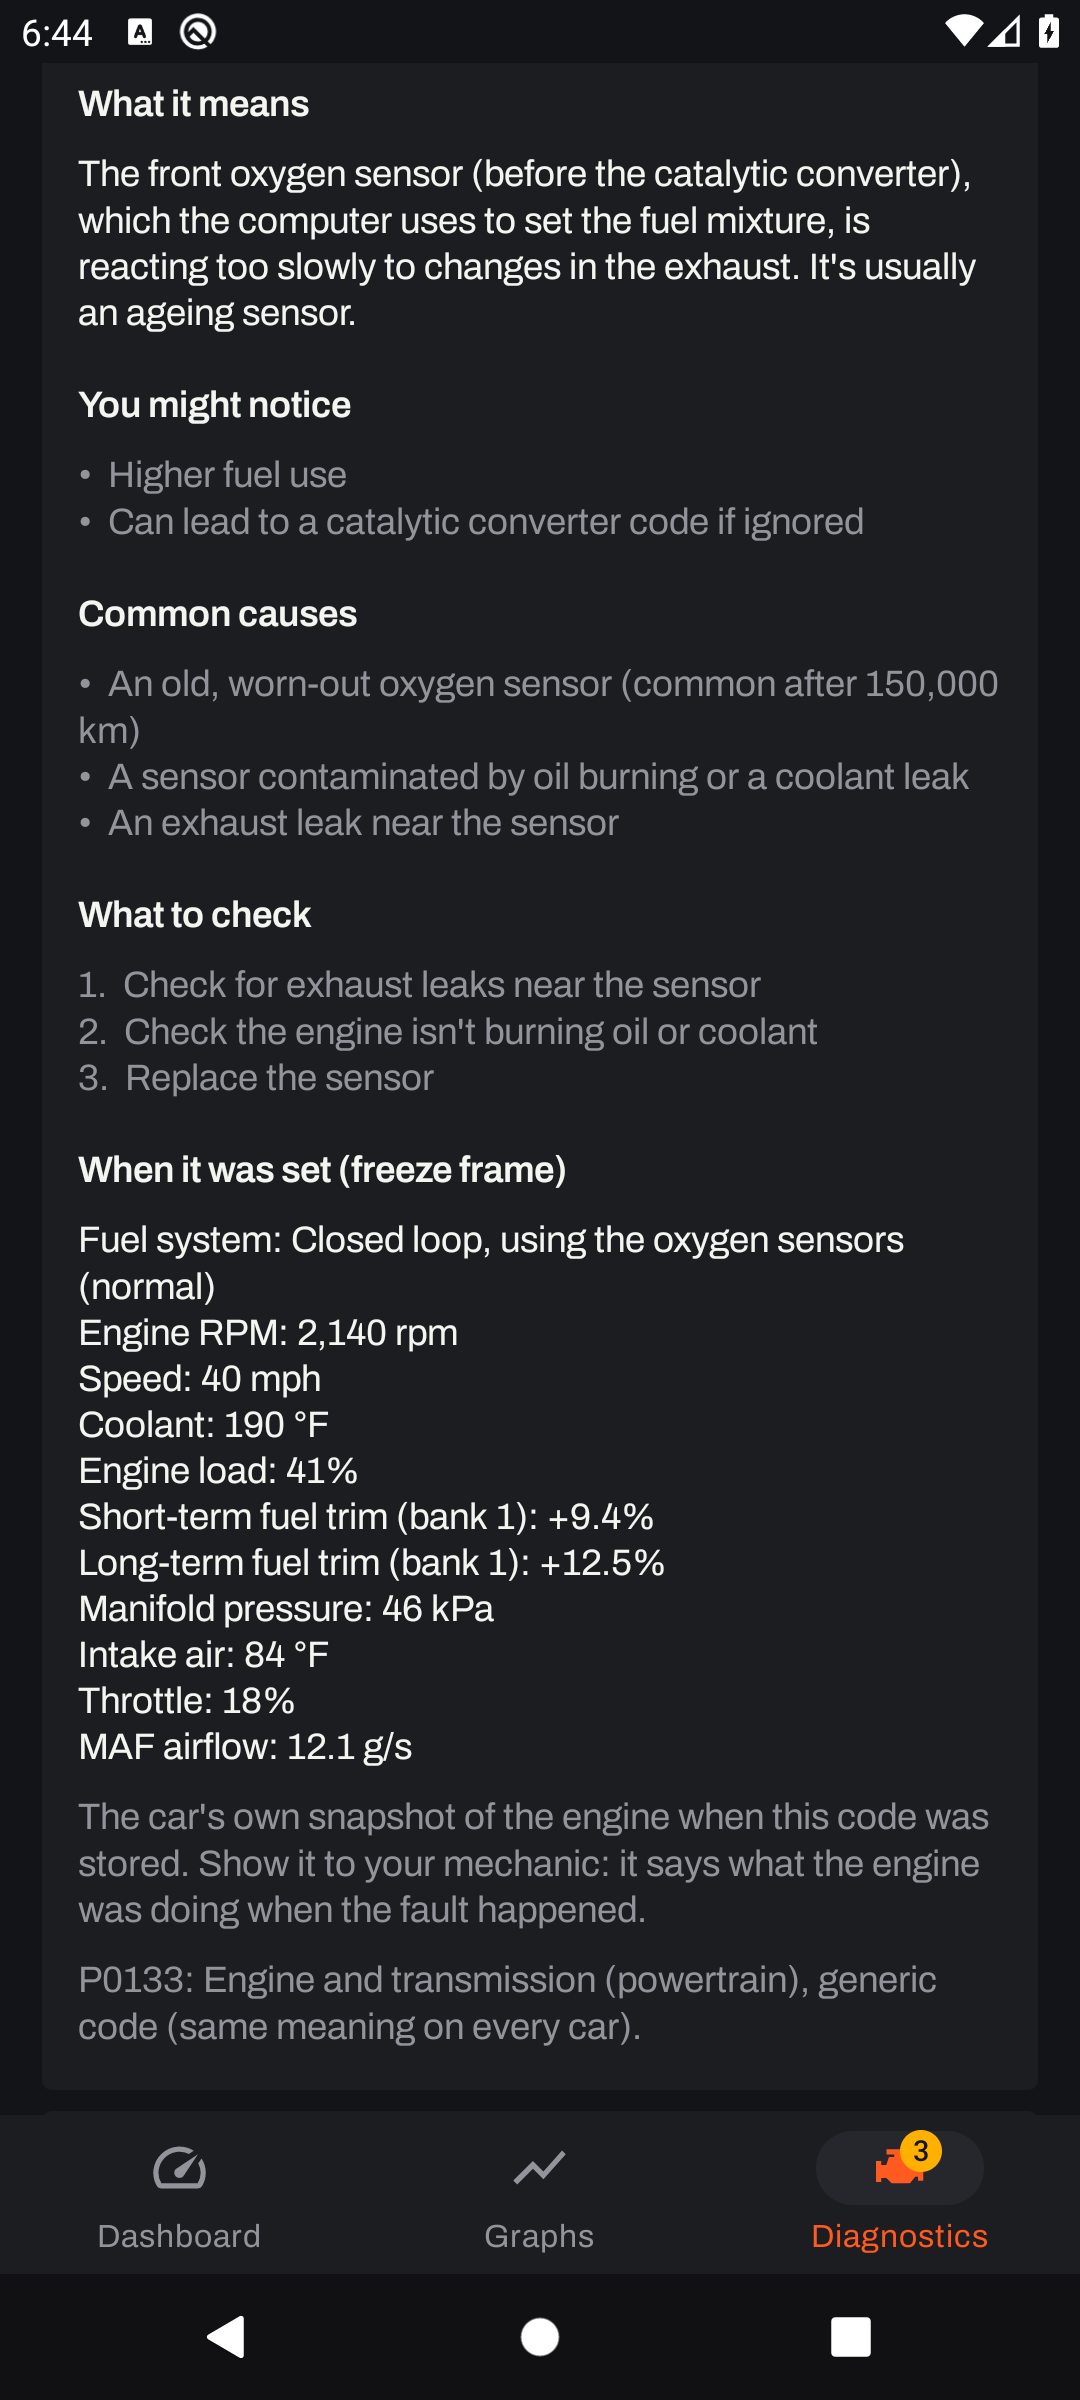 6:44
A
What it means
The front oxygen sensor (before the catalytic converter),
which the computer uses to set the fuel mixture, is
reacting too slowly to changes in the exhaust. It's usually
an ageing sensor.
You might notice
• Higher fuel use
• Can lead to a catalytic converter code if ignored
Common causes
• An old, worn-out oxygen sensor (common after 150,000
km)
• A sensor contaminated by oil burning or a coolant leak
• An exhaust leak near the sensor
What to check
1. Check for exhaust leaks near the sensor
2. Check the engine isn't burning oil or coolant
3. Replace the sensor
When it was set (freeze frame)
Fuel system: Closed loop, using the oxygen sensors
(normal)
Engine RPM: 2,140 rpm
Speed: 40 mph
Coolant: 190 °F
Engine load: 41%
Short-term fuel trim (bank 1): +9.4%
Long-term fuel trim (bank 1): +12.5%
Manifold pressure: 46 kPa
Intake air: 84 °F
Throttle: 18%
MAF airflow: 12.1 g/s
The car's own snapshot of the engine when this code was
stored. Show it to your mechanic: it says what the engine
was doing when the fault happened.
P0133: Engine and transmission (powertrain), generic
code (same meaning on every car).
3
Dashboard
Graphs
Diagnostics